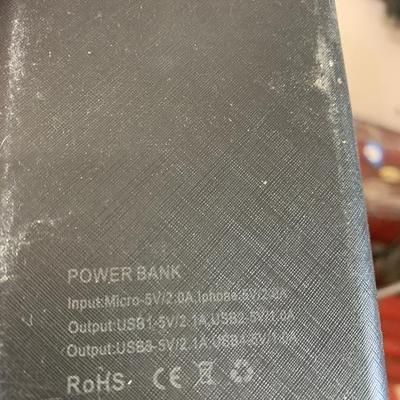 POWER BANK
Input:Micro-5V/2.0A,Iphone-5V/2.0A
Output:USB1-5V/2.1A,USB2-5V/1.0A
Output:USB3-5V/2.1A,USB4-5V/1.0A
RoHS CE